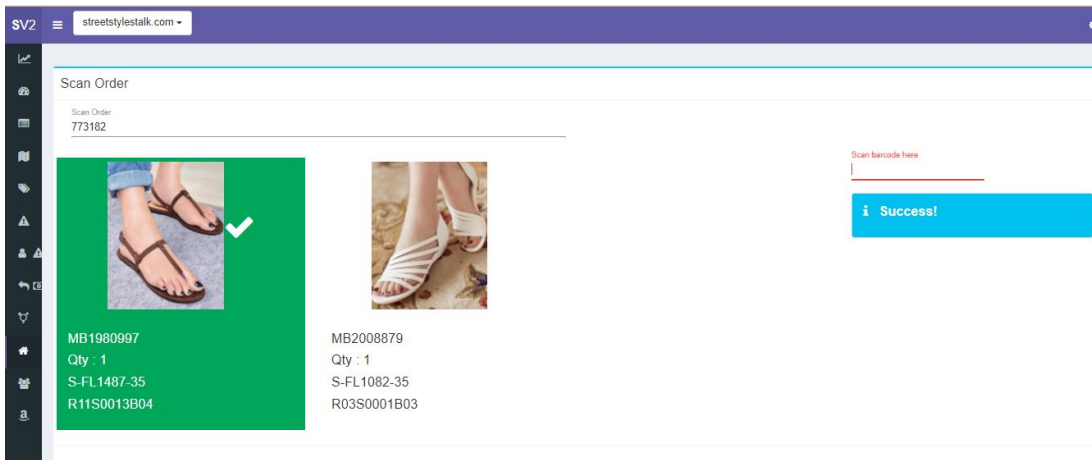 SV2
streetstylestalk.com
Scan Order
Scan Order
773182
Scan barcode here
Success!
MB1980997
Qty : 1
S-FL1487-35
R11S0013B04
MB2008879
Qty : 1
S-FL1082-35
R03S0001B03